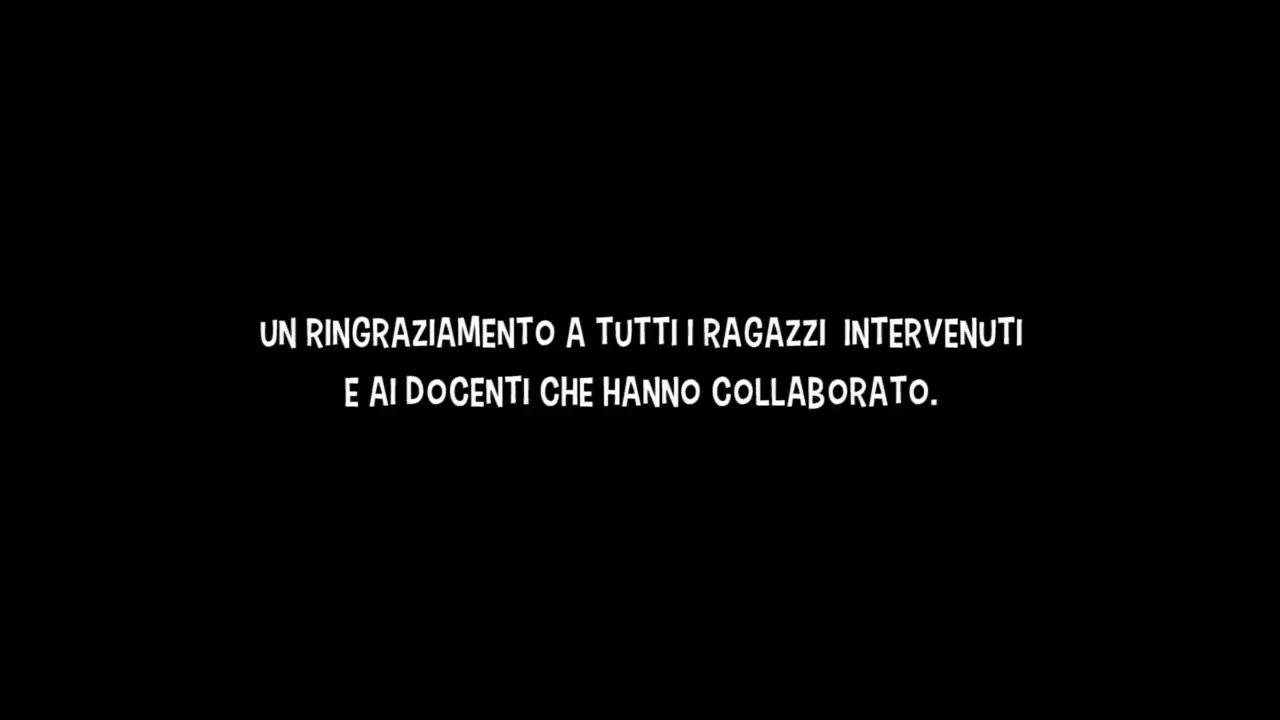 UN RINGRAZIAMENTO A TUTTI I RAGAZZI INTERVENUTI
E AI DOCENTI CHE HANNO COLLABORATO.